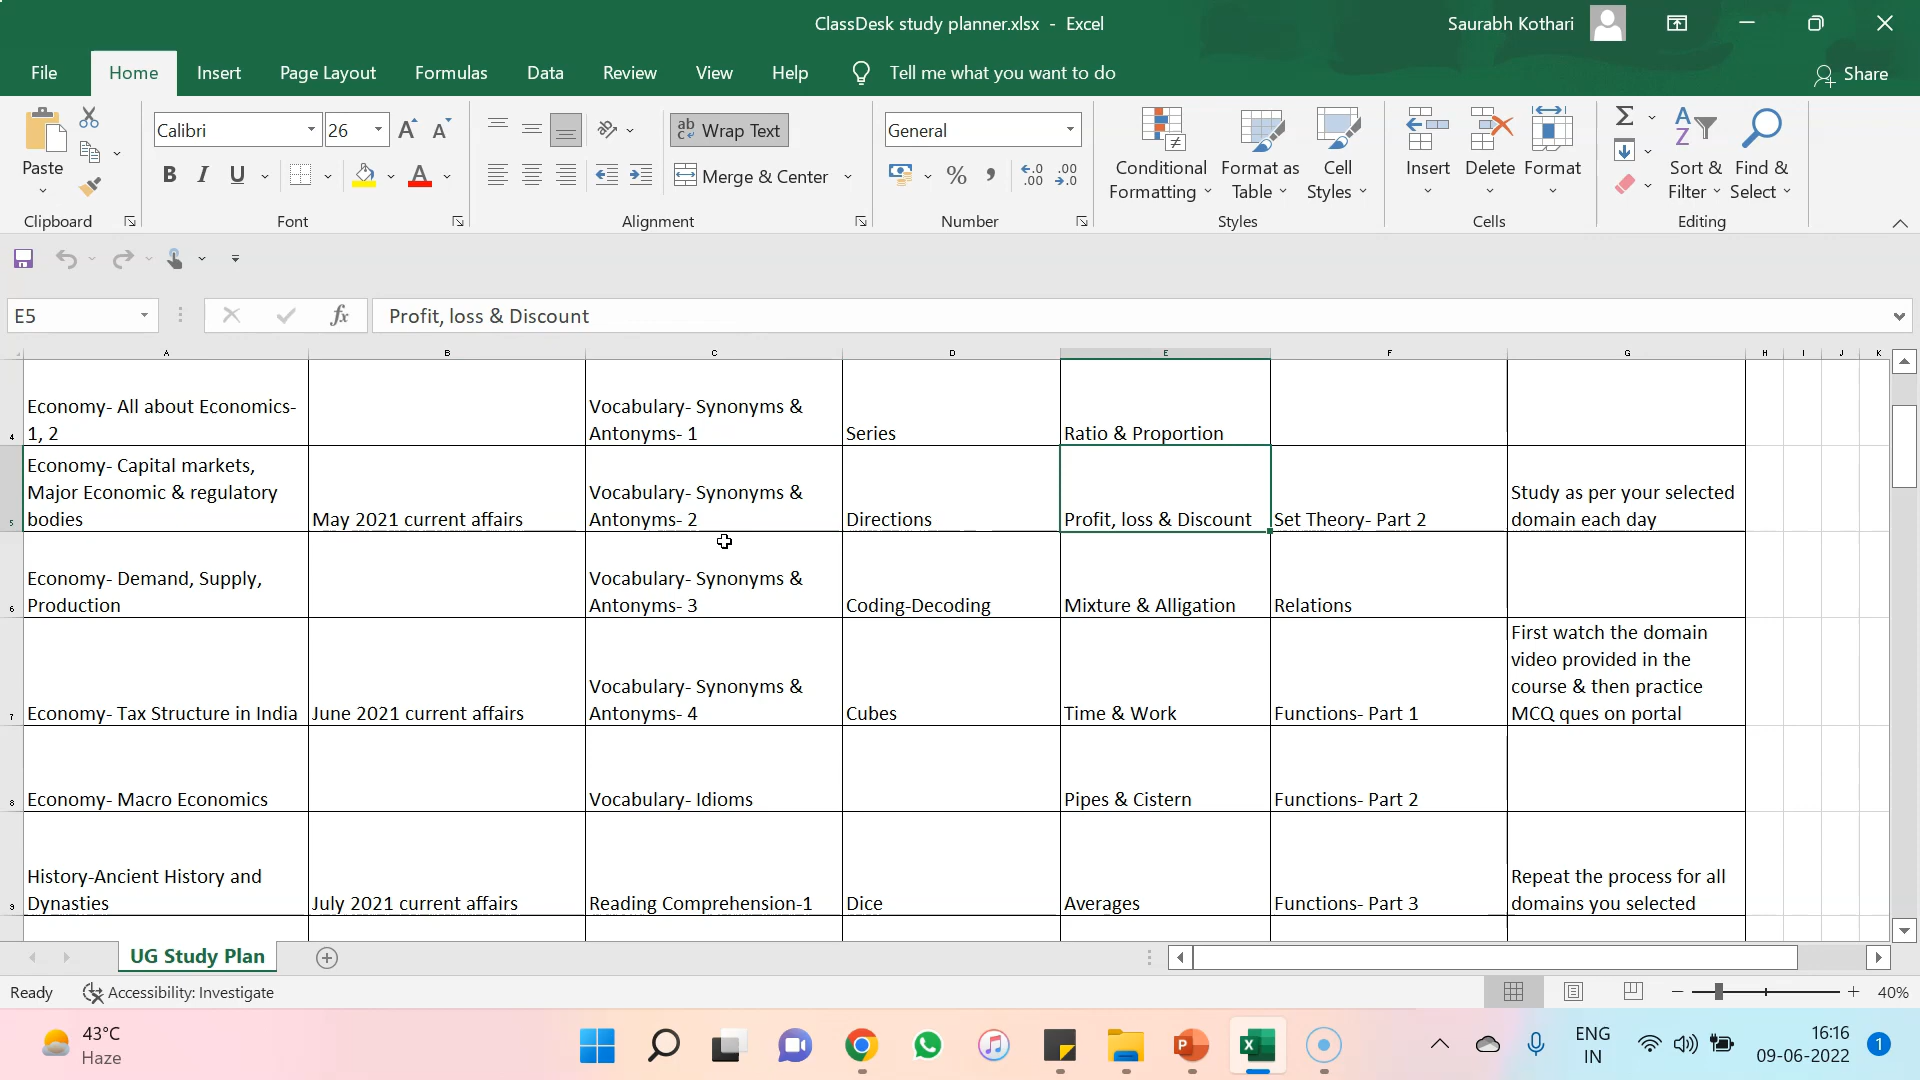 ClassDesk study planner.xlsx - Excel
Saurabh Kothari
File Home Insert Page Layout Formulas Data Review View Help Tell me what you want to do
Share
Paste
Clipboard
Calibri 26
B I U
Font
Wrap Text
Merge & Center
Alignment
General
Number
Conditional Formatting
Format as Table
Cell Styles
Styles
Insert Delete Format
Cells
Sort & Filter
Find & Select
Editing
E5
fx
Profit, loss & Discount
A B C D E F G H I J K
4
Economy- All about Economics-
1, 2
Vocabulary- Synonyms &
Antonyms- 1
Series
Ratio & Proportion
5
Economy- Capital markets,
Major Economic & regulatory
bodies
May 2021 current affairs
Vocabulary- Synonyms &
Antonyms- 2
Directions
Profit, loss & Discount
Set Theory- Part 2
Study as per your selected
domain each day
6
Economy- Demand, Supply,
Production
Vocabulary- Synonyms &
Antonyms- 3
Coding-Decoding
Mixture & Alligation
Relations
7
Economy- Tax Structure in India
June 2021 current affairs
Vocabulary- Synonyms &
Antonyms- 4
Cubes
Time & Work
Functions- Part 1
First watch the domain
video provided in the
course & then practice
MCQ ques on portal
8
Economy- Macro Economics
Vocabulary- Idioms
Pipes & Cistern
Functions- Part 2
9
History-Ancient History and
Dynasties
July 2021 current affairs
Reading Comprehension-1
Dice
Averages
Functions- Part 3
Repeat the process for all
domains you selected
UG Study Plan
Ready
Accessibility: Investigate
40%
43°C
Haze
ENG
IN
16:16
09-06-2022
1